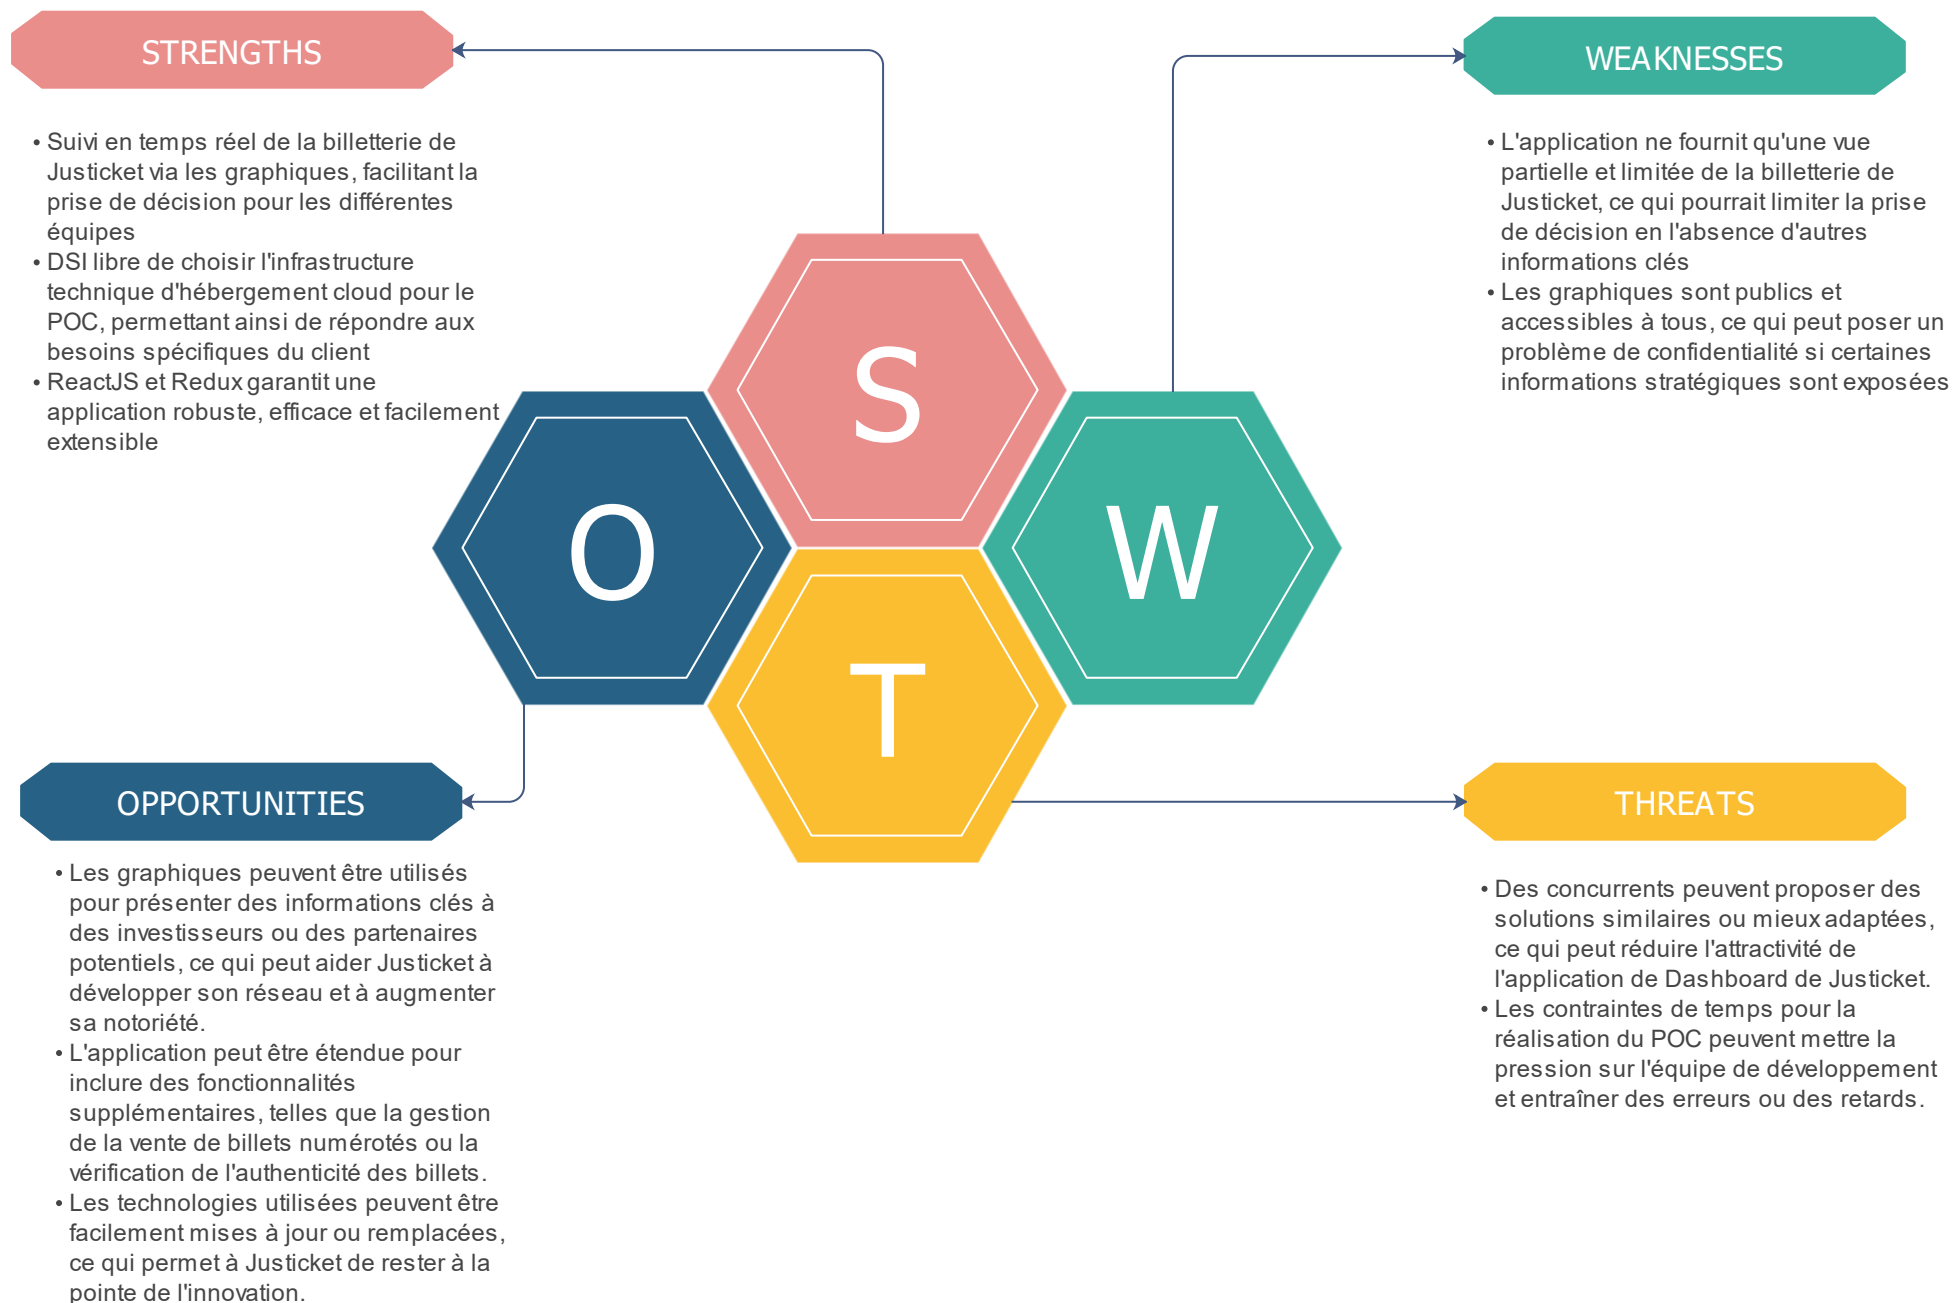 STRENGTHS
• Suivi en temps réel de la billetterie de
Justicket via les graphiques, facilitant la
prise de décision pour les différentes
équipes
• DSI libre de choisir l'infrastructure
technique d'hébergement cloud pour le
POC, permettant ainsi de répondre aux
besoins spécifiques du client
• ReactJS et Redux garantit une
application robuste, efficace et facilement
extensible
WEAKNESSES
• L'application ne fournit qu'une vue
partielle et limitée de la billetterie de
Justicket, ce qui pourrait limiter la prise
de décision en l'absence d'autres
informations clés
• Les graphiques sont publics et
accessibles à tous, ce qui peut poser un
problème de confidentialité si certaines
informations stratégiques sont exposées
S
O
W
T
OPPORTUNITIES
• Les graphiques peuvent être utilisés
pour présenter des informations clés à
des investisseurs ou des partenaires
potentiels, ce qui peut aider Justicket à
développer son réseau et à augmenter
sa notoriété.
• L'application peut être étendue pour
inclure des fonctionnalités
supplémentaires, telles que la gestion
de la vente de billets numérotés ou la
vérification de l'authenticité des billets.
• Les technologies utilisées peuvent être
facilement mises à jour ou remplacées,
ce qui permet à Justicket de rester à la
pointe de l'innovation.
THREATS
• Des concurrents peuvent proposer des
solutions similaires ou mieux adaptées,
ce qui peut réduire l'attractivité de
l'application de Dashboard de Justicket.
• Les contraintes de temps pour la
réalisation du POC peuvent mettre la
pression sur l'équipe de développement
et entraîner des erreurs ou des retards.